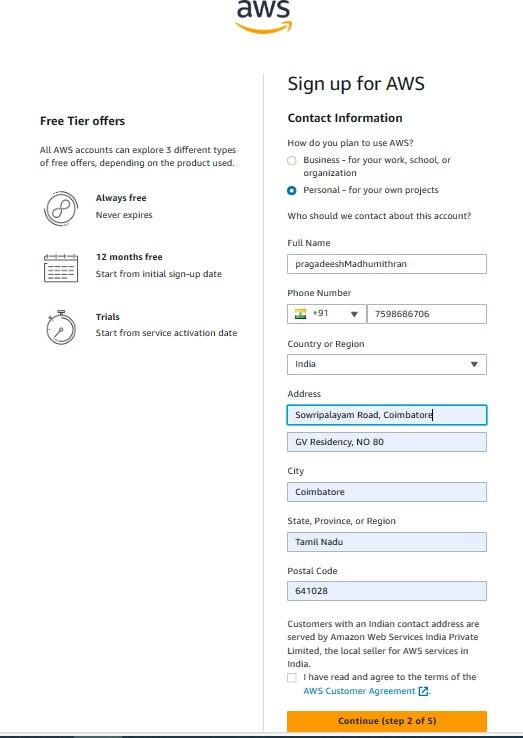 aws
Sign up for AWS
Free Tier offers
All AWS accounts can explore 3 different types
of free offers, depending on the product used.
Always free
Never expires
12 months free
Start from initial sign-up date
Trials
Start from service activation date
Contact Information
How do you plan to use AWS?
Business - for your work, school, or
organization
Personal - for your own projects
Who should we contact about this account?
Full Name
pragadeeshMadhumithran
Phone Number
+91 7598686706
Country or Region
India
Address
Sowripalayam Road, Coimbatore
GV Residency, NO 80
City
Coimbatore
State, Province, or Region
Tamil Nadu
Postal Code
641028
Customers with an Indian contact address are
served by Amazon Web Services India Private
Limited, the local seller for AWS services in
India.
I have read and agree to the terms of the
AWS Customer Agreement.
Continue (step 2 of 5)